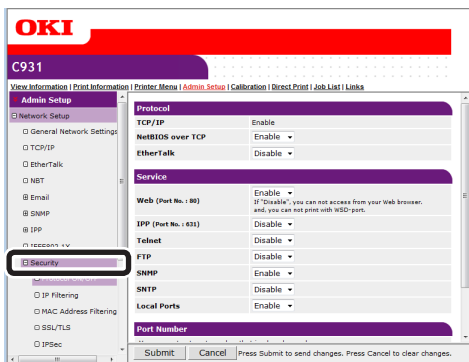 OKI
C931
View Information | Print Information | Printer Menu | Admin Setup | Calibration | Direct Print | Job List | Links
Admin Setup
Network Setup
General Network Settings
TCP/IP
EtherTalk
NBT
Email
SNMP
IPP
IEEE802.1X
Security
IP Filtering
MAC Address Filtering
SSL/TLS
IPSec
Protocol
TCP/IP Enable
NetBIOS over TCP Enable
EtherTalk Disable
Service
Web (Port No. : 80) Enable
If "Disable", you can not access from your Web browser.
and, you can not print with WSD-port.
IPP (Port No. : 631) Disable
Telnet Disable
FTP Disable
SNMP Enable
SNTP Disable
Local Ports Enable
Port Number
Submit Cancel Press Submit to send changes. Press Cancel to clear changes.